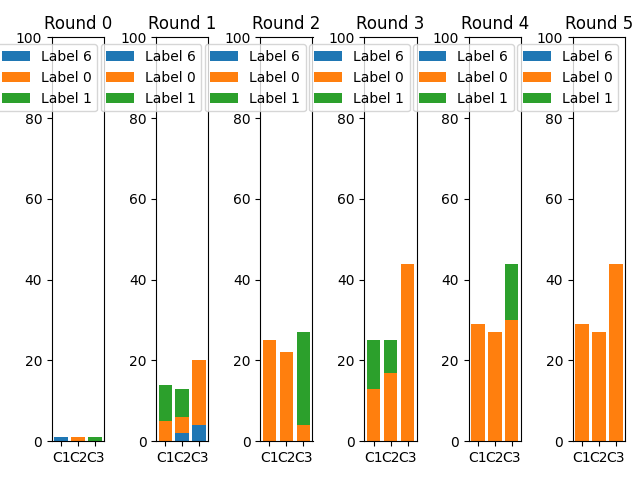 Round 0 Round 1 Round 2 Round 3 Round 4 Round 5
100 100 100 100 100 100
Label 6 Label 6 Label 6 Label 6 Label 6 Label 6
Label 0 Label 0 Label 0 Label 0 Label 0 Label 0
Label 1 Label 1 Label 1 Label 1 Label 1 Label 1
80 80 80 80 80 80
60 60 60 60 60 60
40 40 40 40 40 40
20 20 20 20 20 20
0 0 0 0 0 0
C1C2C3 C1C2C3 C1C2C3 C1C2C3 C1C2C3 C1C2C3